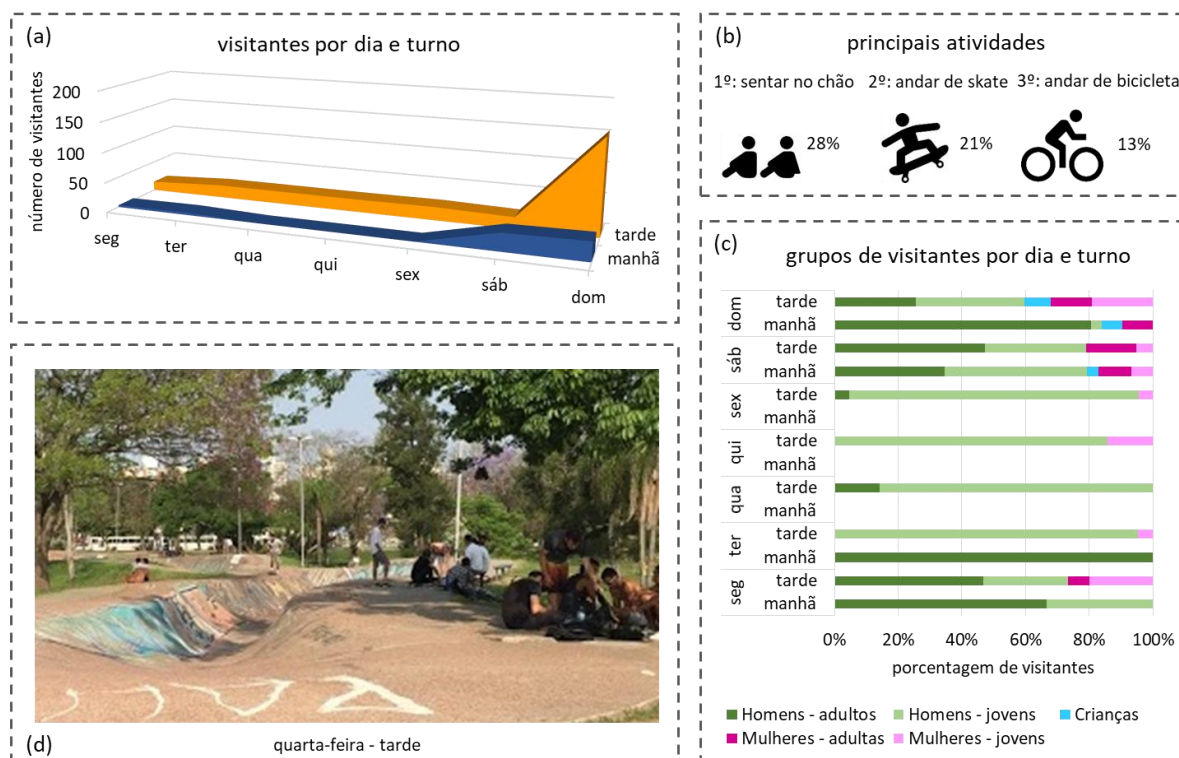 (a)
visitantes por dia e turno
número de visitantes
200
150
100
50
0
seg
ter
qua
qui
sex
sáb
dom
tarde
manhã
(b)
principais atividades
1º: sentar no chão 2º: andar de skate 3º: andar de bicicleta
28% 21% 13%
(c)
grupos de visitantes por dia e turno
dom
tarde
manhã
sáb
tarde
manhã
sex
tarde
manhã
qui
tarde
manhã
qua
tarde
manhã
ter
tarde
manhã
seg
tarde
manhã
0% 20% 40% 60% 80% 100%
porcentagem de visitantes
Homens - adultos Homens - jovens Crianças
Mulheres - adultas Mulheres - jovens
(d)
quarta-feira - tarde